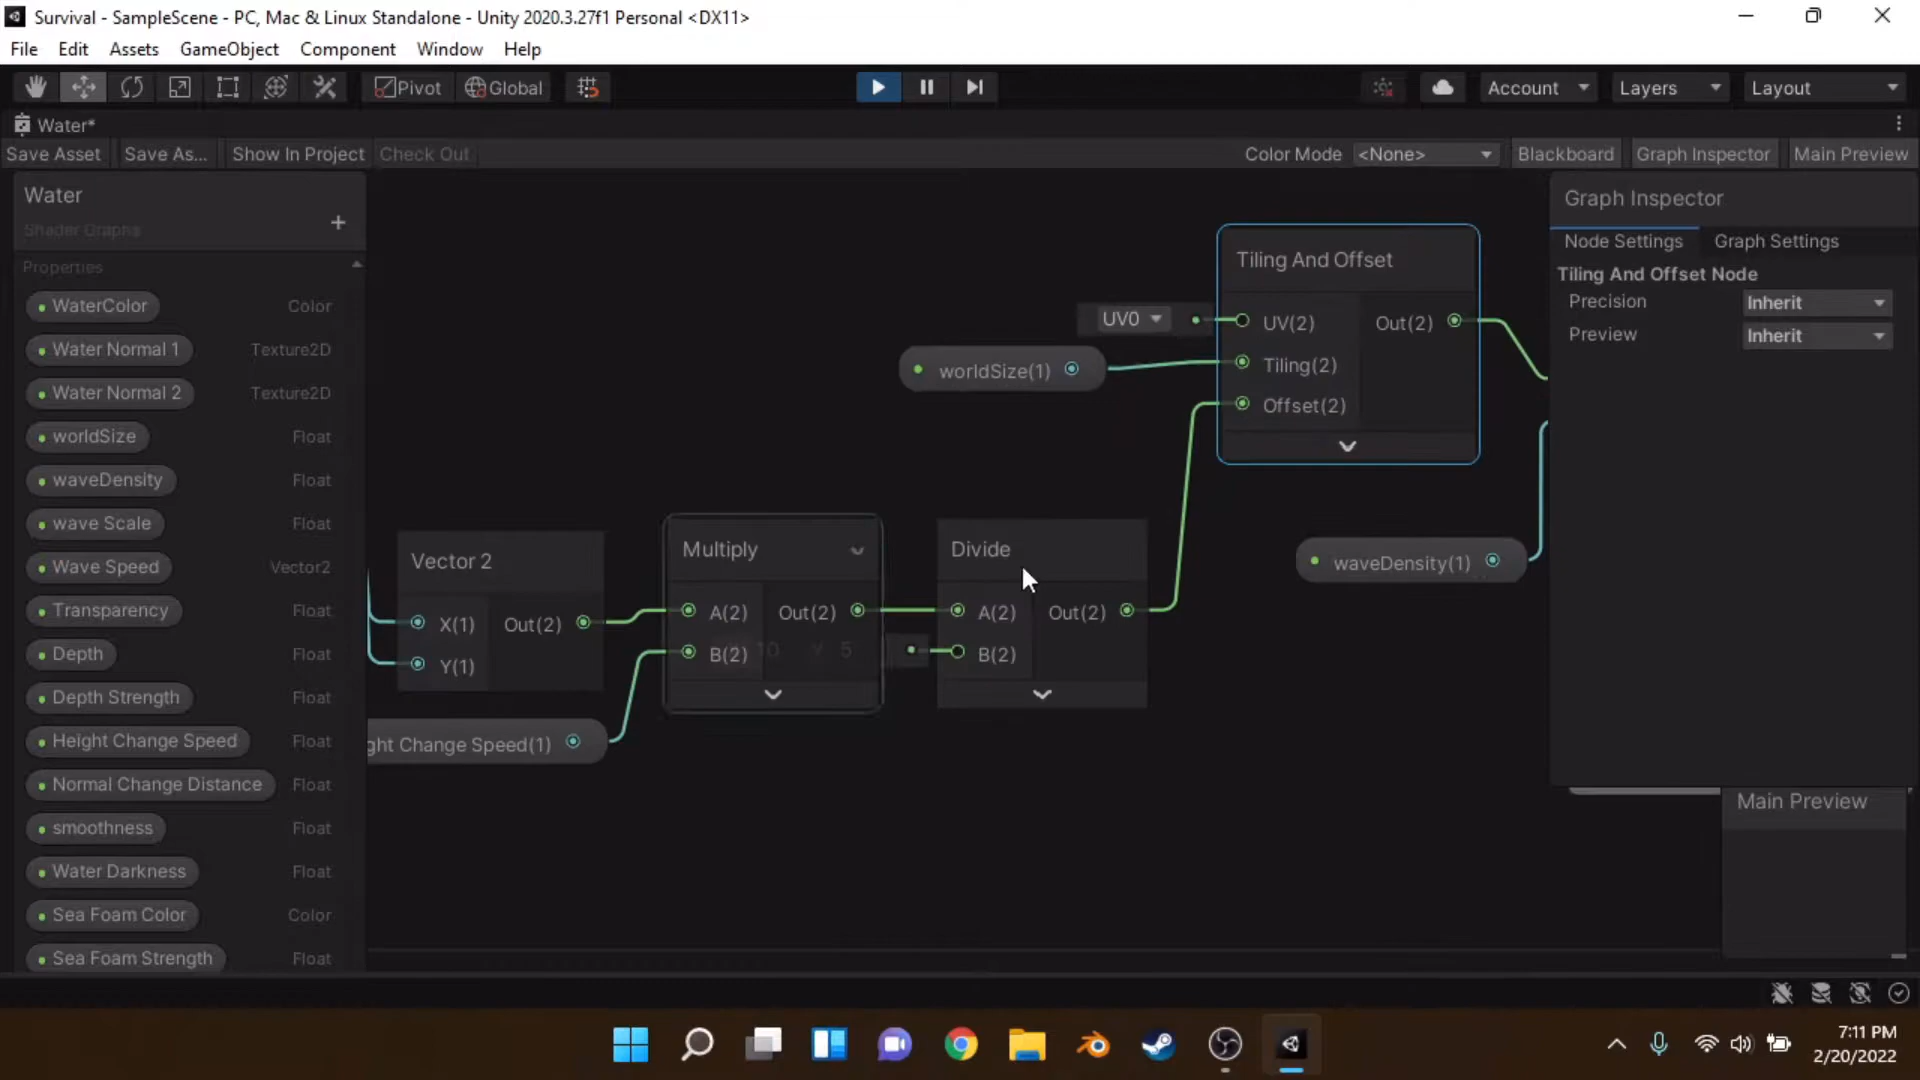 Survival - SampleScene - PC, Mac & Linux Standalone - Unity 2020.3.27f1 Personal <DX11>
File Edit Assets GameObject Component Window Help
Pivot Global Account Layers Layout
Water*
Save Asset Save As... Show In Project Check Out Color Mode <None> Blackboard Graph Inspector Main Preview
Water
Shader Graphs
Properties
WaterColor Color
Water Normal 1 Texture2D
Water Normal 2 Texture2D
worldSize Float
waveDensity Float
wave Scale Float
Wave Speed Vector2
Transparency Float
Depth Float
Depth Strength Float
Height Change Speed Float
Normal Change Distance Float
smoothness Float
Water Darkness Float
Sea Foam Color Color
Sea Foam Strength Float
Tiling And Offset
UV0 UV(2) Out(2)
worldSize(1) Tiling(2)
Offset(2)
Vector 2
X(1) Out(2)
Y(1)
Multiply
A(2) Out(2)
B(2) Y 5
Divide
A(2) Out(2)
B(2)
ght Change Speed(1)
waveDensity(1)
Graph Inspector
Node Settings Graph Settings
Tiling And Offset Node
Precision Inherit
Preview Inherit
Main Preview
7:11 PM
2/20/2022